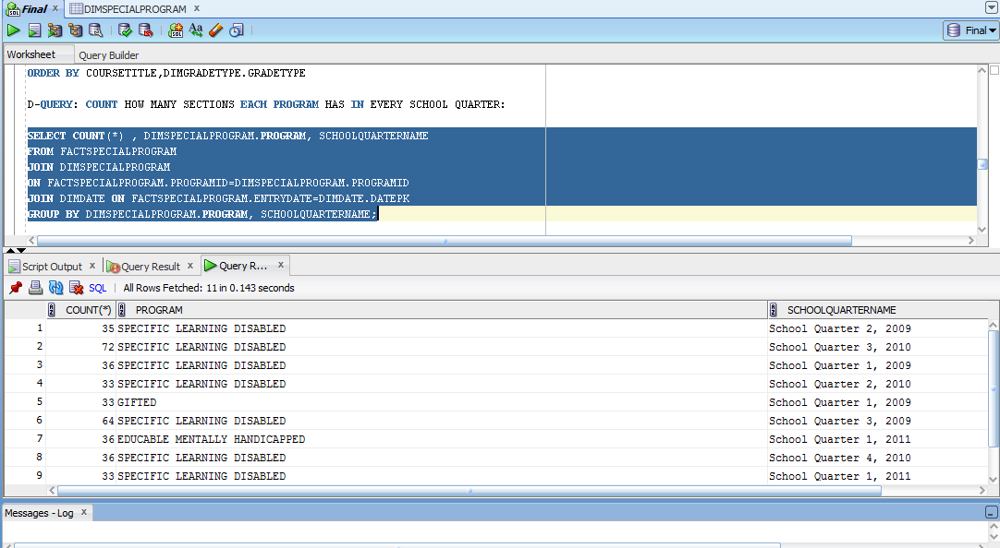 Final x DIMSPECIALPROGRAM x
SQL Aa Final
Worksheet Query Builder
ORDER BY COURSETITLE,DIMGRADETYPE.GRADETYPE
D-QUERY: COUNT HOW MANY SECTIONS EACH PROGRAM HAS IN EVERY SCHOOL QUARTER:
SELECT COUNT(*) , DIMSPECIALPROGRAM.PROGRAM, SCHOOLQUARTERNAME
FROM FACTSPECIALPROGRAM
JOIN DIMSPECIALPROGRAM
ON FACTSPECIALPROGRAM.PROGRAMID=DIMSPECIALPROGRAM.PROGRAMID
JOIN DIMDATE ON FACTSPECIALPROGRAM.ENTRYDATE=DIMDATE.DATEPK
GROUP BY DIMSPECIALPROGRAM.PROGRAM, SCHOOLQUARTERNAME;
Script Output x Query Result x Query R... x
SQL | All Rows Fetched: 11 in 0.143 seconds
COUNT(*) PROGRAM SCHOOLQUARTERNAME
1 35 SPECIFIC LEARNING DISABLED School Quarter 2, 2009
2 72 SPECIFIC LEARNING DISABLED School Quarter 3, 2010
3 36 SPECIFIC LEARNING DISABLED School Quarter 1, 2009
4 33 SPECIFIC LEARNING DISABLED School Quarter 2, 2010
5 33 GIFTED School Quarter 1, 2009
6 64 SPECIFIC LEARNING DISABLED School Quarter 3, 2009
7 36 EDUCABLE MENTALLY HANDICAPPED School Quarter 1, 2011
8 36 SPECIFIC LEARNING DISABLED School Quarter 4, 2010
9 33 SPECIFIC LEARNING DISABLED School Quarter 1, 2011
Messages - Log x